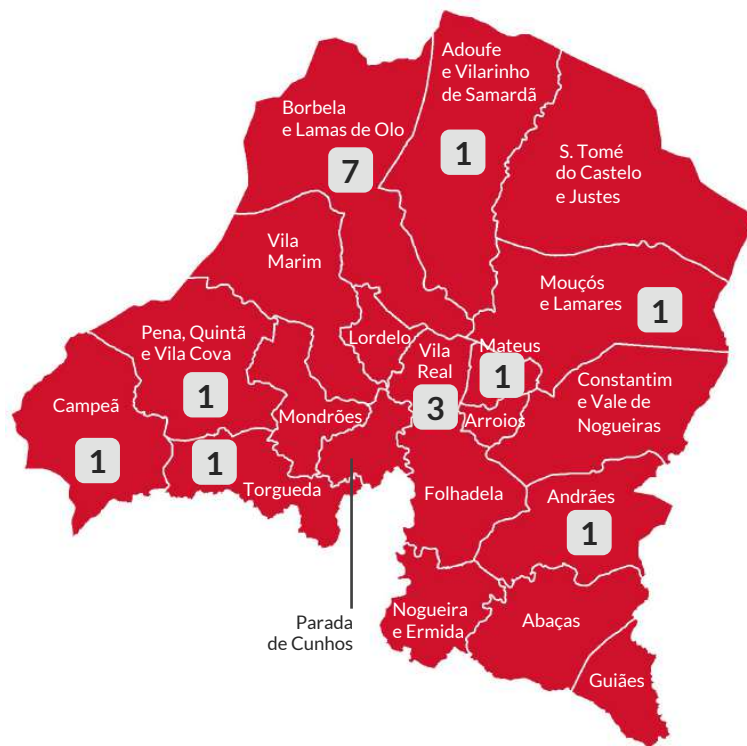 Adoufe
e Vilarinho
de Samardã
1
Borbela
e Lamas de Olo
7
S. Tomé
do Castelo
e Justes
Vila
Marim
Mouçós
e Lamares
1
Pena, Quintã
e Vila Cova
1
Lordelo
Vila
Real
3
Mateus
1
Constantim
e Vale de
Nogueiras
Campeã
1
Mondrões
Arroios
1
Torgueda
Folhadela
Andrães
1
Parada
de Cunhos
Nogueira
e Ermida
Abaças
Guiães